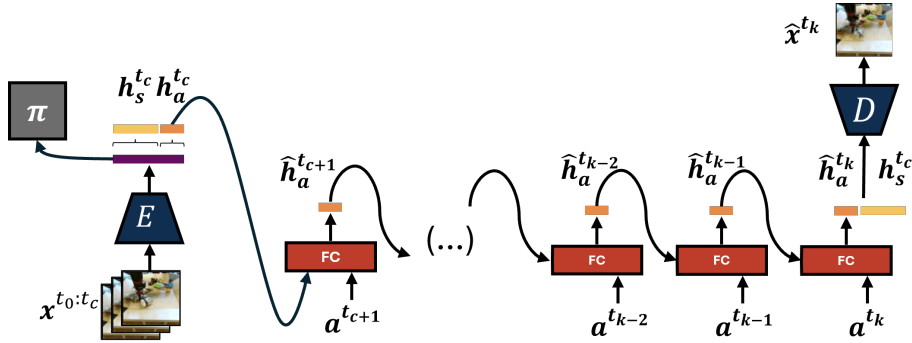 π
h_s^{t_c} h_a^{t_c}
E
x^{t_0:t_c}
ĥ_a^{t_{c+1}}
FC
a^{t_{c+1}}
(...)
ĥ_a^{t_{k-2}}
FC
a^{t_{k-2}}
ĥ_a^{t_{k-1}}
FC
a^{t_{k-1}}
x̂^{t_k}
D
ĥ_a^{t_k} h_s^{t_c}
FC
a^{t_k}